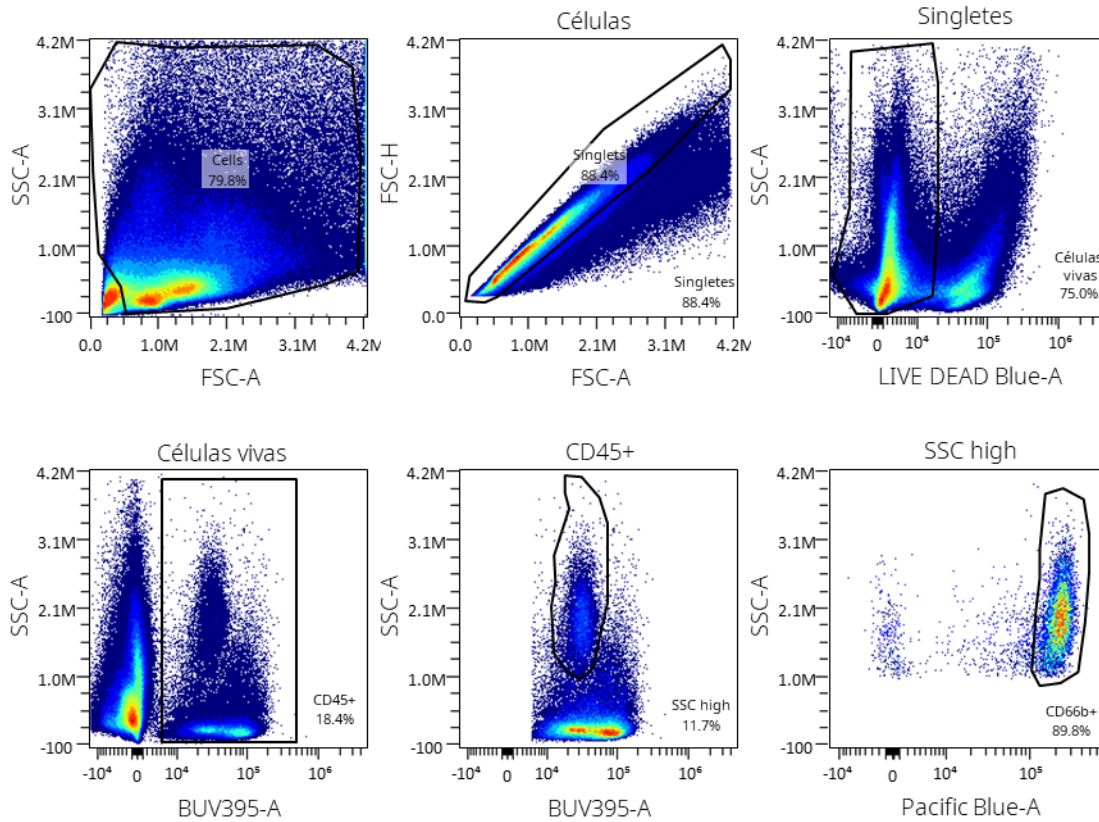 Células
Singletes
4.2M
3.1M
2.1M
1.0M
-100
SSC-A
Cells
79.8%
0.0
1.0M
2.1M
3.1M
4.2M
FSC-A
4.2M
3.1M
2.1M
1.0M
0.0
FSC-H
Singlets
88.4%
Singletes
88.4%
0.0
1.0M
2.1M
3.1M
4.2M
FSC-A
4.2M
3.1M
2.1M
1.0M
-100
SSC-A
Células
vivas
75.0%
-10⁴
0
10⁴
10⁵
10⁶
LIVE DEAD Blue-A
Células vivas
CD45+
SSC high
4.2M
3.1M
2.1M
1.0M
-100
SSC-A
CD45+
18.4%
-10⁴
0
10⁴
10⁵
10⁶
BUV395-A
4.2M
3.1M
2.1M
1.0M
-100
SSC-A
SSC high
11.7%
-10⁴
0
10⁴
10⁵
10⁶
BUV395-A
4.2M
3.1M
2.1M
1.0M
-100
SSC-A
CD66b+
89.8%
-10⁴
0
10⁴
10⁵
10⁶
Pacific Blue-A